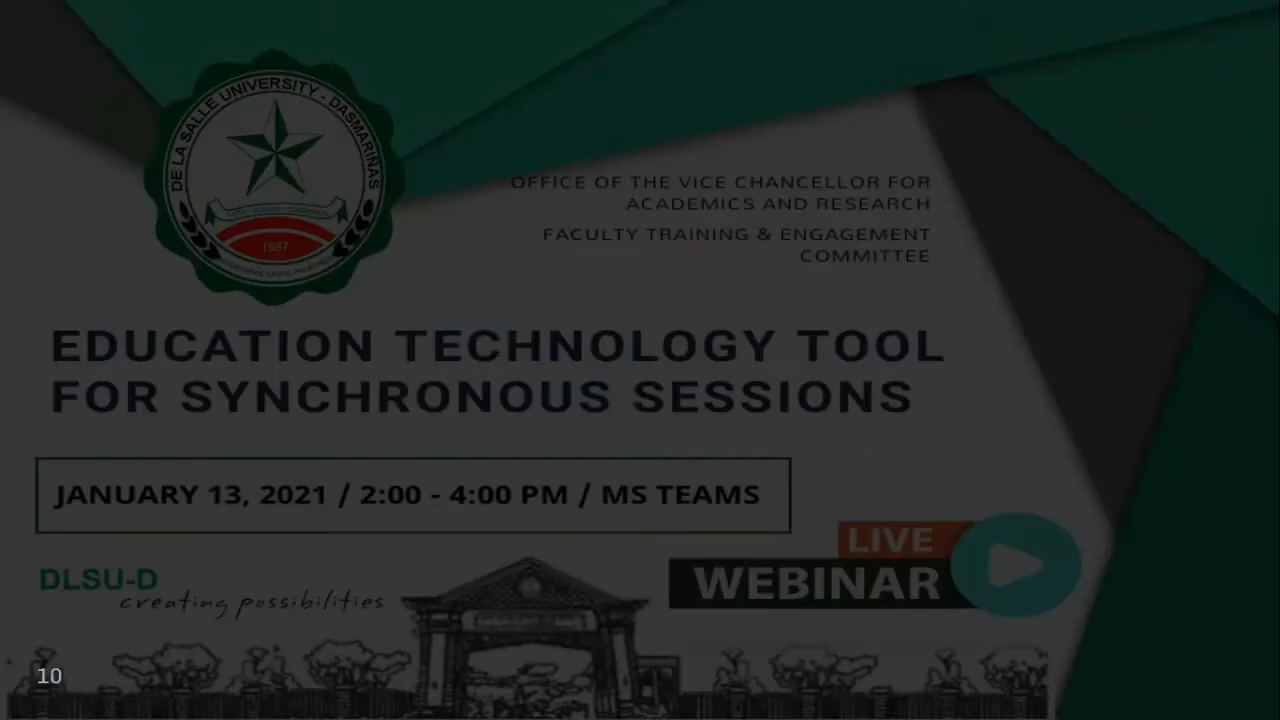 DE LA SALLE UNIVERSITY - DASMARINAS
1987
OFFICE OF THE VICE CHANCELLOR FOR
ACADEMICS AND RESEARCH
FACULTY TRAINING & ENGAGEMENT
COMMITTEE
EDUCATION TECHNOLOGY TOOL
FOR SYNCHRONOUS SESSIONS
JANUARY 13, 2021 / 2:00 - 4:00 PM / MS TEAMS
LIVE
WEBINAR
DLSU-D
creating possibilities
10